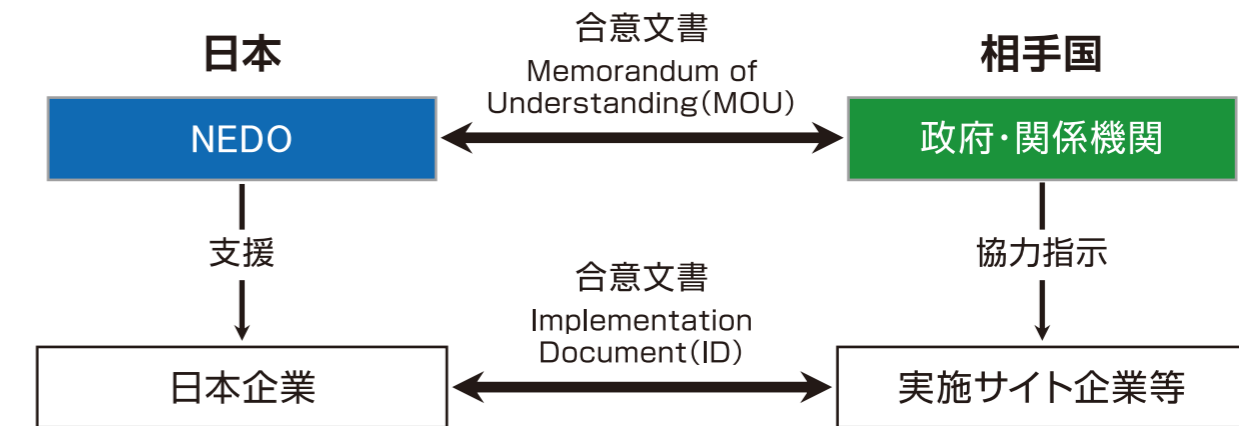 日本
合意文書
Memorandum of
Understanding(MOU)
相手国
NEDO
政府・関係機関
支援
協力指示
合意文書
Implementation
Document(ID)
日本企業
実施サイト企業等